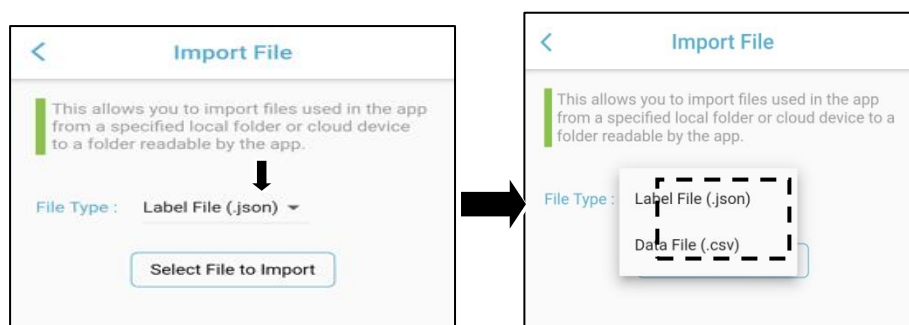 Import File
This allows you to import files used in the app
from a specified local folder or cloud device
to a folder readable by the app.
File Type : Label File (.json)
Select File to Import
Import File
This allows you to import files used in the app
from a specified local folder or cloud device to a
folder readable by the app.
File Type : Label File (.json)
Data File (.csv)